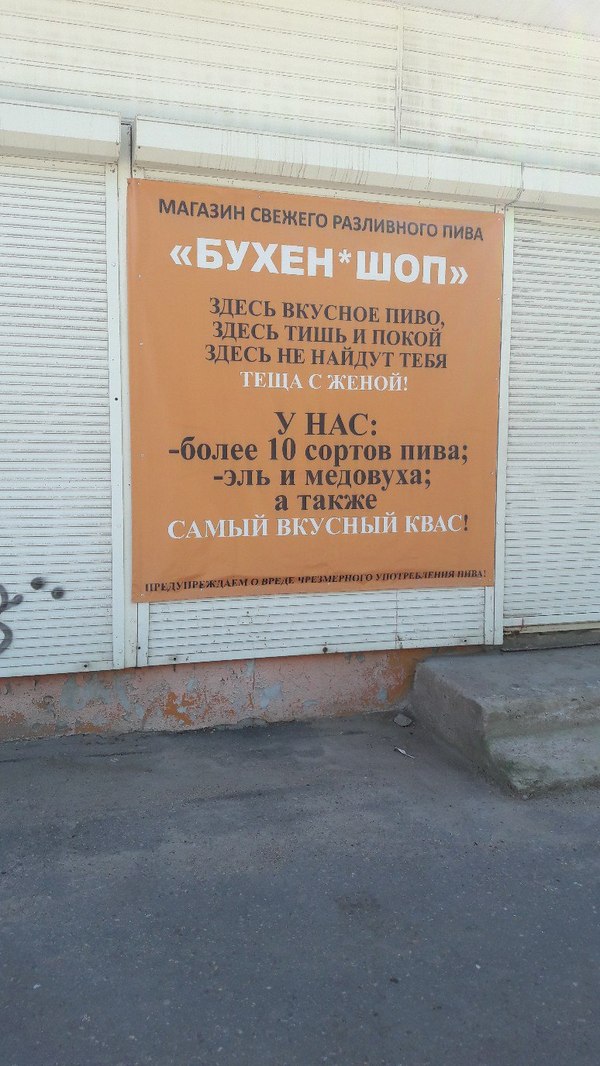 МАГАЗИН СВЕЖЕГО РАЗЛИВНОГО ПИВА
«БУХЕН*ШОП»
ЗДЕСЬ ВКУСНОЕ ПИВО,
ЗДЕСЬ ТИШЬ И ПОКОЙ
ЗДЕСЬ НЕ НАЙДУТ ТЕБЯ
ТЕЩА С ЖЕНОЙ!
У НАС:
-более 10 сортов пива;
-эль и медовуха;
а также
САМЫЙ ВКУСНЫЙ КВАС!
ПРЕДУПРЕЖДАЕМ О ВРЕДЕ ЧРЕЗМЕРНОГО УПОТРЕБЛЕНИЯ ПИВА!